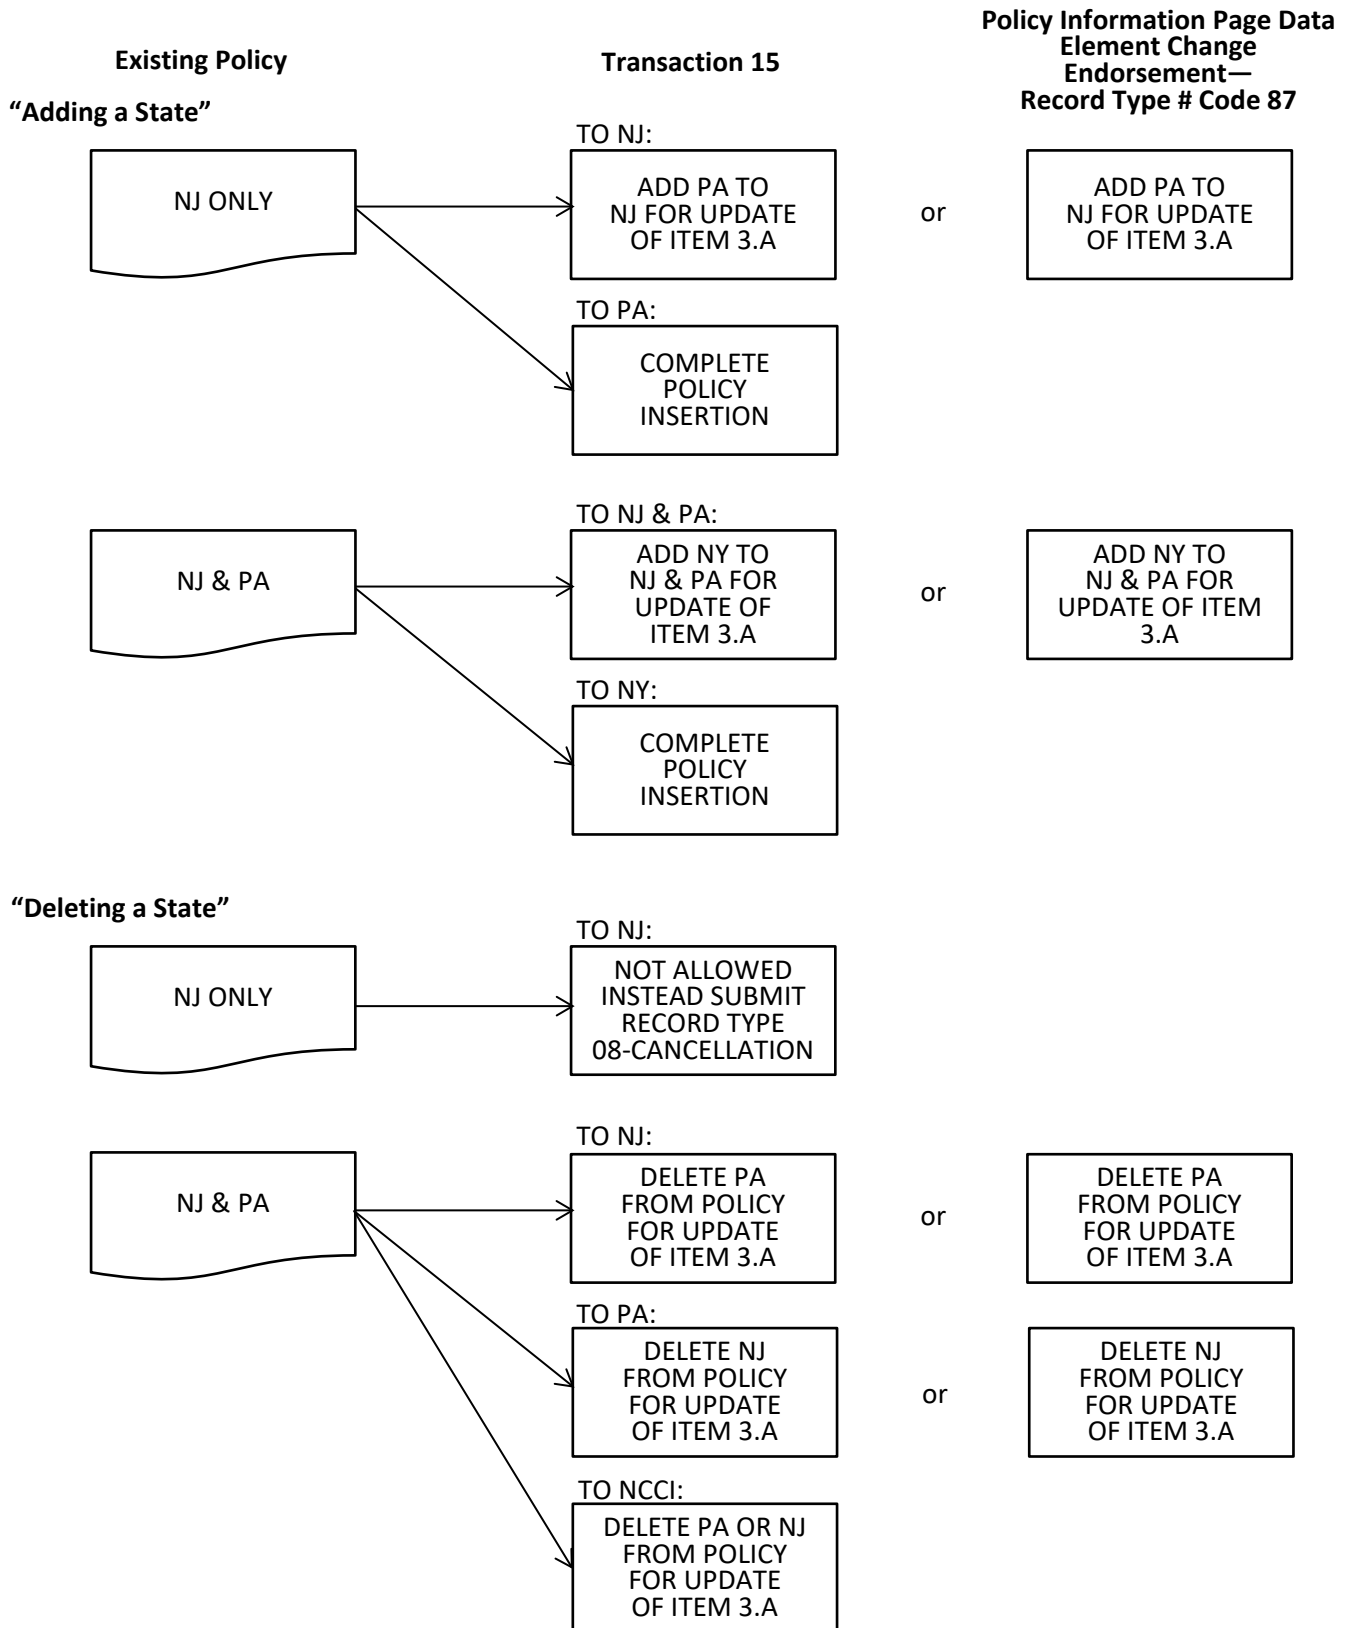 Policy Information Page Data
Element Change
Endorsement—
Record Type # Code 87
Existing Policy
Transaction 15
“Adding a State”
TO NJ:
NJ ONLY
ADD PA TO
NJ FOR UPDATE
OF ITEM 3.A
or
ADD PA TO
NJ FOR UPDATE
OF ITEM 3.A
TO PA:
COMPLETE
POLICY
INSERTION
TO NJ & PA:
NJ & PA
ADD NY TO
NJ & PA FOR
UPDATE OF
ITEM 3.A
or
ADD NY TO
NJ & PA FOR
UPDATE OF ITEM
3.A
TO NY:
COMPLETE
POLICY
INSERTION
“Deleting a State”
TO NJ:
NJ ONLY
NOT ALLOWED
INSTEAD SUBMIT
RECORD TYPE
08-CANCELLATION
TO NJ:
NJ & PA
DELETE PA
FROM POLICY
FOR UPDATE
OF ITEM 3.A
or
DELETE PA
FROM POLICY
FOR UPDATE
OF ITEM 3.A
TO PA:
DELETE NJ
FROM POLICY
FOR UPDATE
OF ITEM 3.A
or
DELETE NJ
FROM POLICY
FOR UPDATE
OF ITEM 3.A
TO NCCI:
DELETE PA OR NJ
FROM POLICY
FOR UPDATE
OF ITEM 3.A